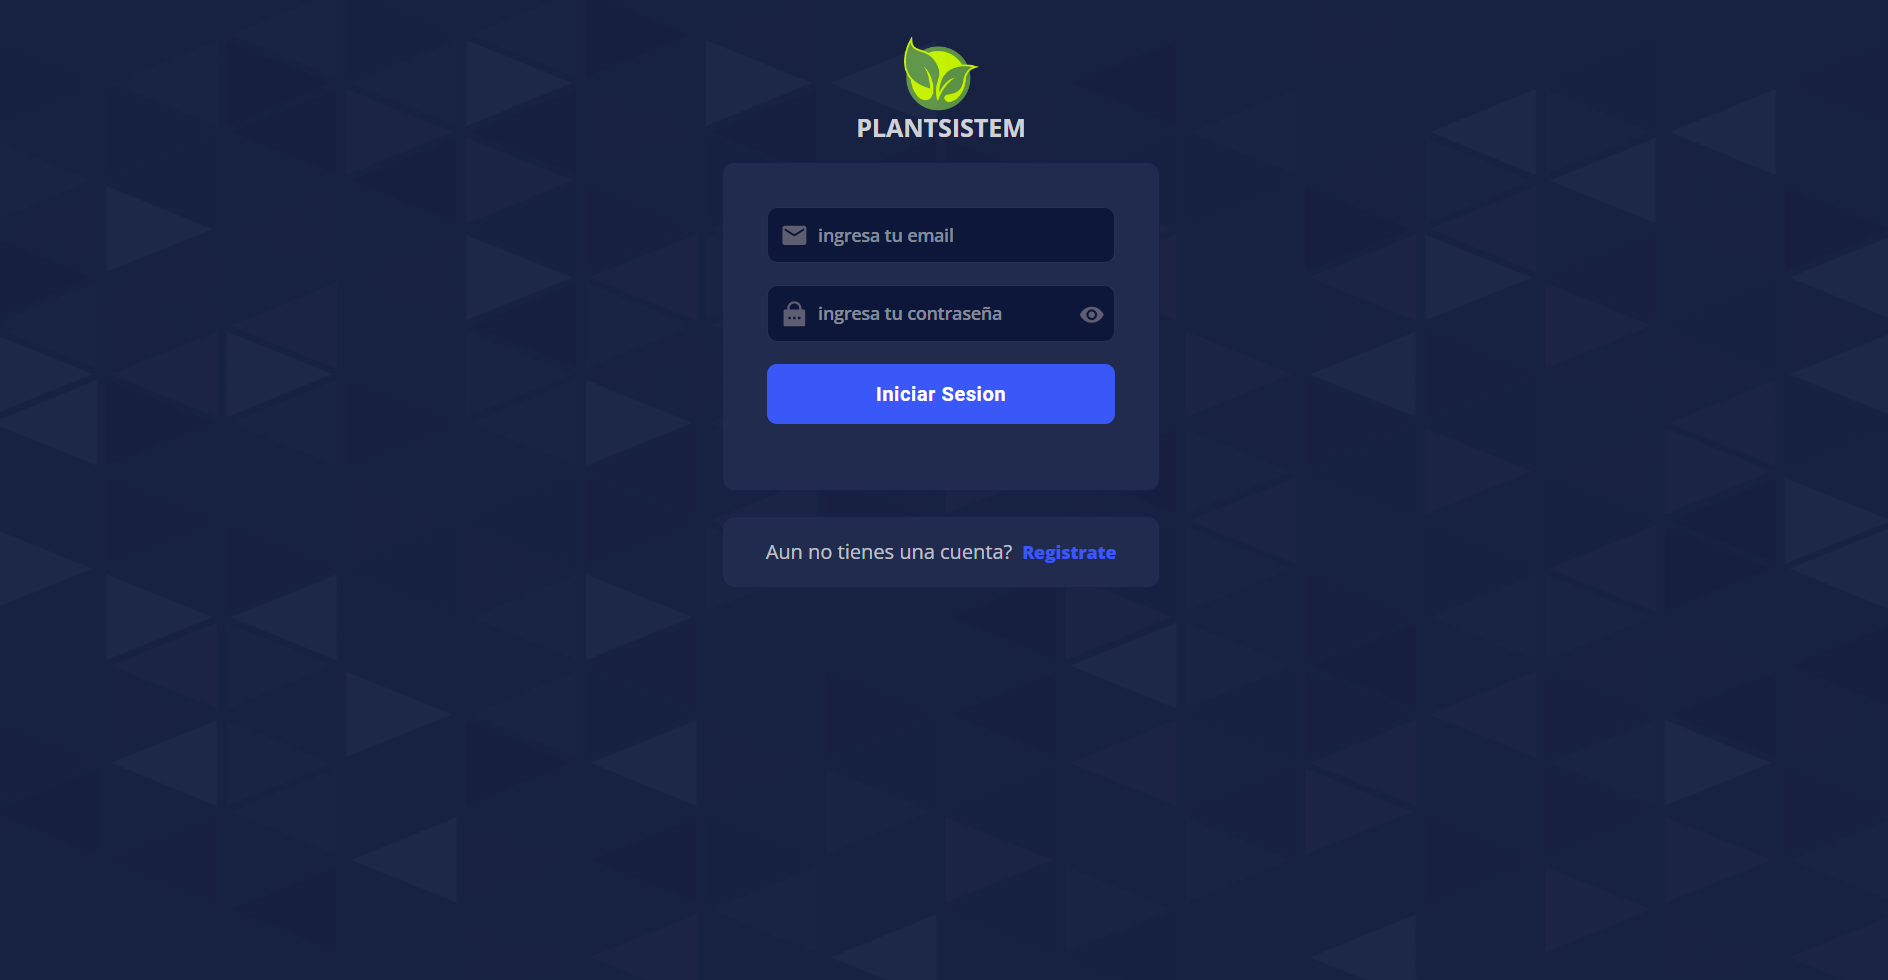 PLANTSISTEM
ingresa tu email
ingresa tu contraseña
Iniciar Sesion
Aun no tienes una cuenta? Registrate